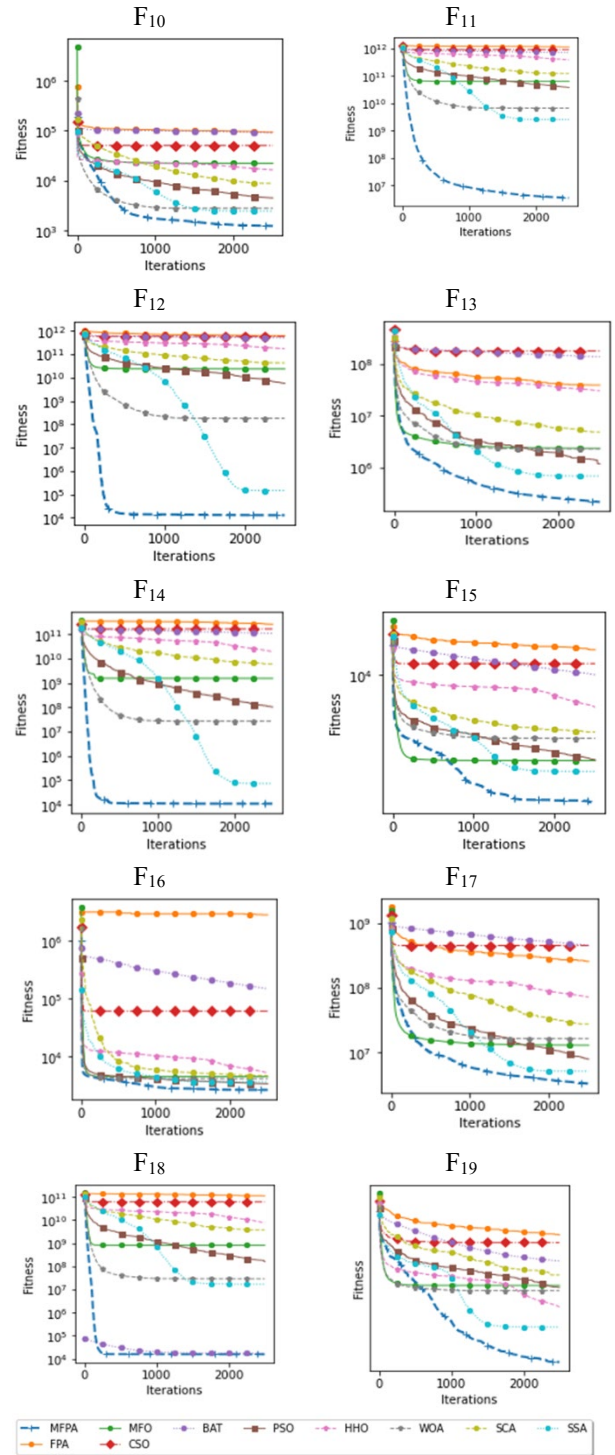 F10
F11
Fitness
10^6
10^5
10^4
10^3
0
1000
2000
Iterations
Fitness
10^12
10^11
10^10
10^9
10^8
10^7
0
1000
2000
Iterations
F12
F13
Fitness
10^12
10^11
10^10
10^9
10^8
10^7
10^6
10^5
10^4
0
1000
2000
Iterations
Fitness
10^8
10^7
10^6
0
1000
2000
Iterations
F14
F15
Fitness
10^11
10^10
10^9
10^8
10^7
10^6
10^5
10^4
0
1000
2000
Iterations
Fitness
10^4
0
1000
2000
Iterations
F16
F17
Fitness
10^6
10^5
10^4
0
1000
2000
Iterations
Fitness
10^9
10^8
10^7
0
1000
2000
Iterations
F18
F19
Fitness
10^11
10^10
10^9
10^8
10^7
10^6
10^5
10^4
0
1000
2000
Iterations
Fitness
0
1000
2000
Iterations
MFPA MFO BAT PSO HHO WOA SCA SSA
FPA CSO